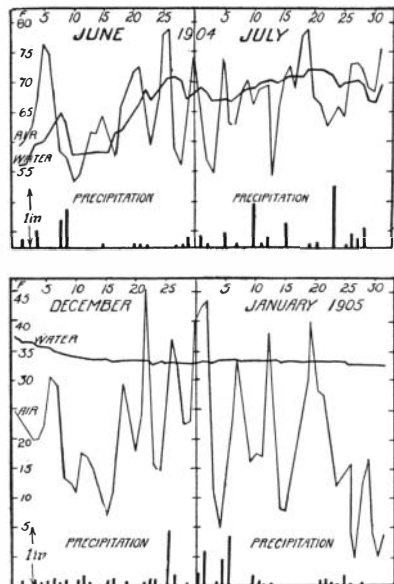 F 5 10 15 20 25 5 10 15 20 25 30
80 JUNE 1904 JULY
75
70
65
AIR
60
WATER
55
PRECIPITATION PRECIPITATION
1in
F 5 10 15 20 25 5 10 15 20 25 30
45 DECEMBER JANUARY 1905
40
WATER
35
30
25
AIR
20
15
10
5
PRECIPITATION PRECIPITATION
1in